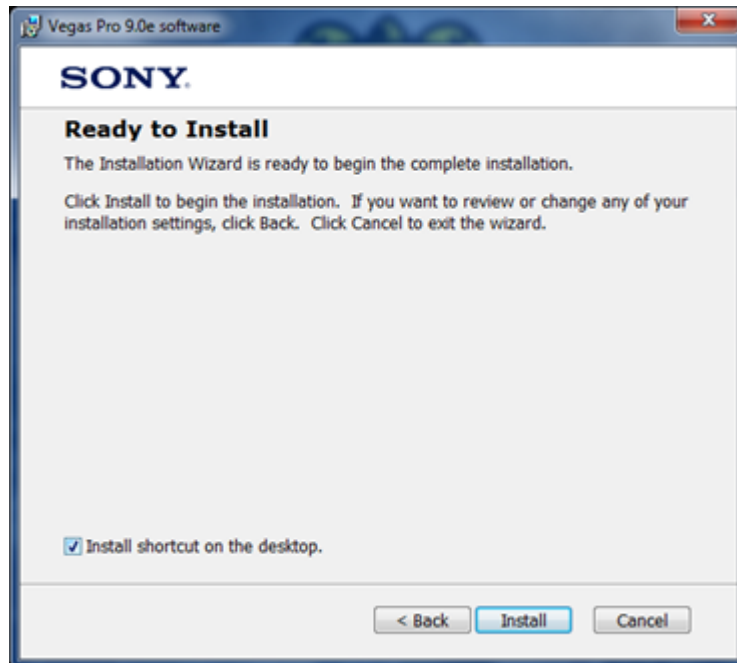 Vegas Pro 9.0e software
SONY.
Ready to Install
The Installation Wizard is ready to begin the complete installation.
Click Install to begin the installation. If you want to review or change any of your
installation settings, click Back. Click Cancel to exit the wizard.
Install shortcut on the desktop.
< Back Install Cancel